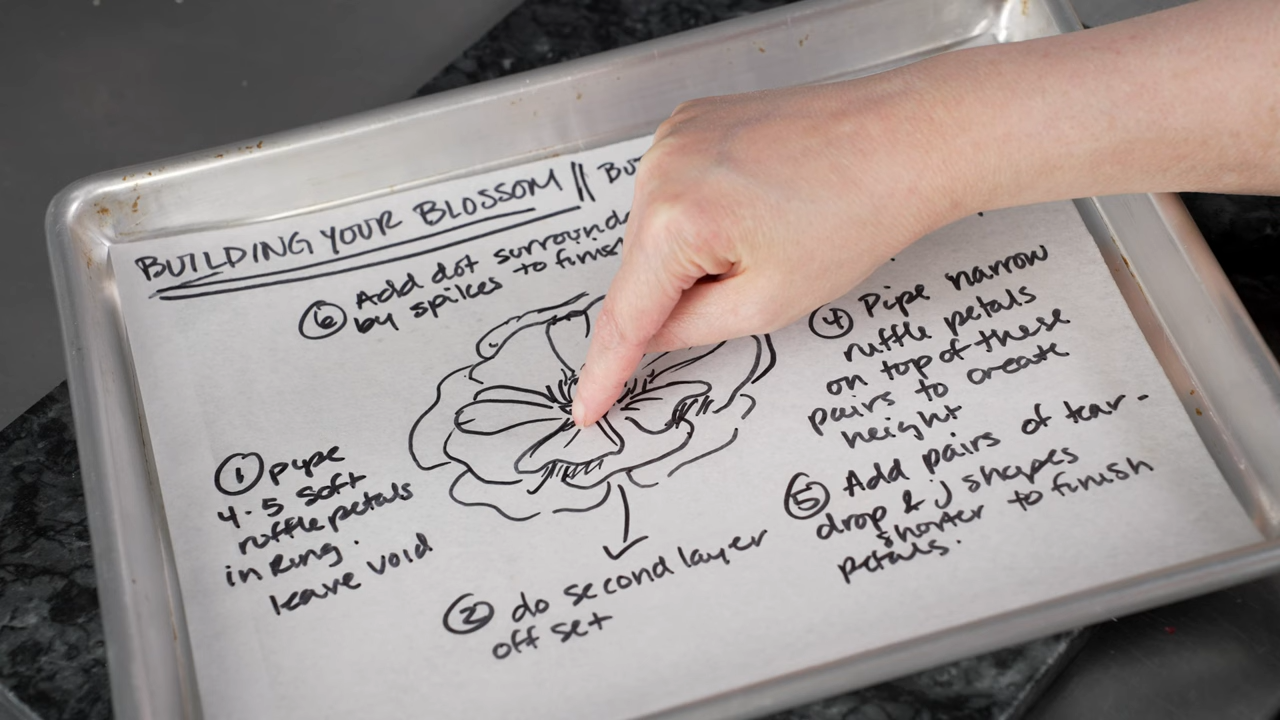 BUILDING YOUR BLOSSOM // BU
⑥ Add dot surround
by spikes to finish
① pipe
4-5 soft
ruffle petals
in Ring.
leave void
② do second layer
off set
④ Pipe narrow
ruffle petals
on top of these
pairs to create
height
⑤ Add pairs of tear-
drop & j shapes
shorter to finish
petals.